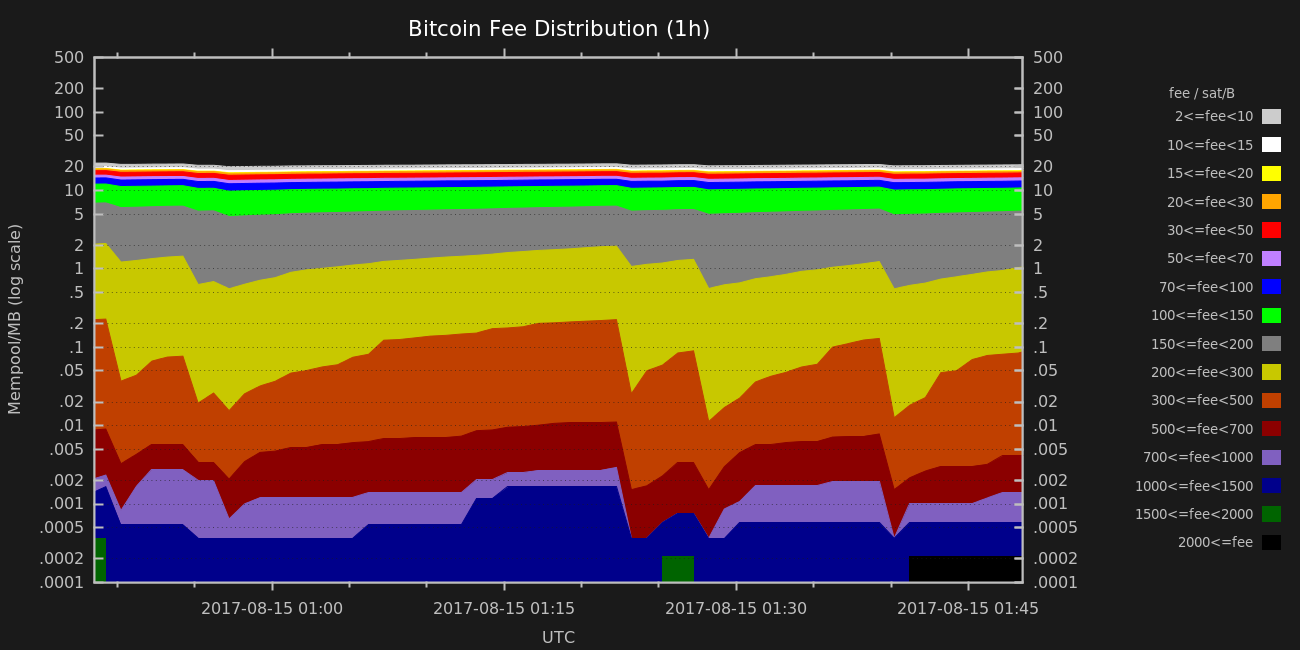 Bitcoin Fee Distribution (1h)
500 500
200 200
100 100
50 50
20 20
10 10
5 5
2 2
1 1
.5 .5
.2 .2
.1 .1
.05 .05
.02 .02
.01 .01
.005 .005
.002 .002
.001 .001
.0005 .0005
.0002 .0002
.0001 .0001
Mempool/MB (log scale)
2017-08-15 01:00 2017-08-15 01:15 2017-08-15 01:30 2017-08-15 01:45
UTC
fee / sat/B
2<=fee<10
10<=fee<15
15<=fee<20
20<=fee<30
30<=fee<50
50<=fee<70
70<=fee<100
100<=fee<150
150<=fee<200
200<=fee<300
300<=fee<500
500<=fee<700
700<=fee<1000
1000<=fee<1500
1500<=fee<2000
2000<=fee